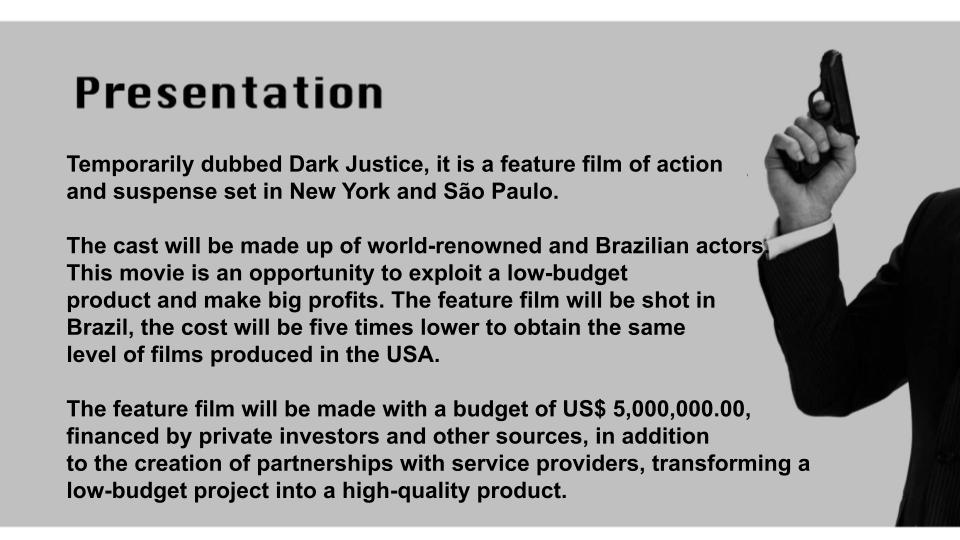 Presentation
Temporarily dubbed Dark Justice, it is a feature film of action
and suspense set in New York and São Paulo.
The cast will be made up of world-renowned and Brazilian actors.
This movie is an opportunity to exploit a low-budget
product and make big profits. The feature film will be shot in
Brazil, the cost will be five times lower to obtain the same
level of films produced in the USA.
The feature film will be made with a budget of US$ 5,000,000.00,
financed by private investors and other sources, in addition
to the creation of partnerships with service providers, transforming a
low-budget project into a high-quality product.